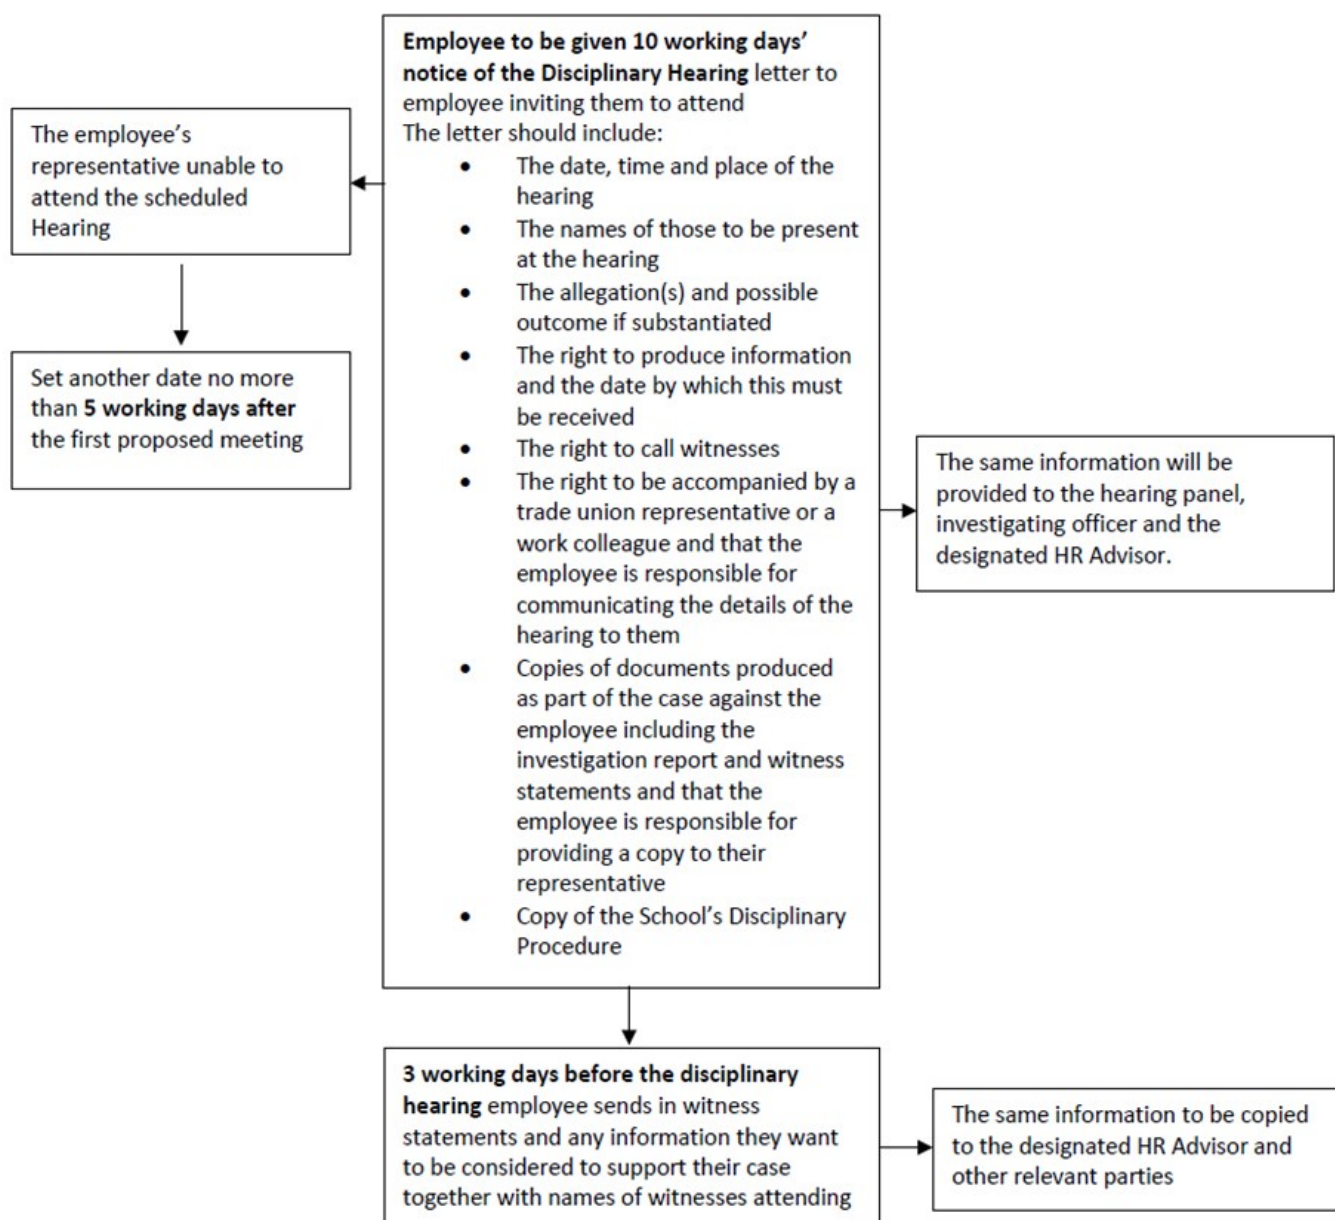 Employee to be given 10 working days’
notice of the Disciplinary Hearing letter to
employee inviting them to attend
The letter should include:
• The date, time and place of the
hearing
• The names of those to be present
at the hearing
• The allegation(s) and possible
outcome if substantiated
• The right to produce information
and the date by which this must
be received
• The right to call witnesses
• The right to be accompanied by a
trade union representative or a
work colleague and that the
employee is responsible for
communicating the details of the
hearing to them
• Copies of documents produced
as part of the case against the
employee including the
investigation report and witness
statements and that the
employee is responsible for
providing a copy to their
representative
• Copy of the School’s Disciplinary
Procedure
The employee’s
representative unable to
attend the scheduled
Hearing
Set another date no more
than 5 working days after
the first proposed meeting
The same information will be
provided to the hearing panel,
investigating officer and the
designated HR Advisor.
3 working days before the disciplinary
hearing employee sends in witness
statements and any information they want
to be considered to support their case
together with names of witnesses attending
The same information to be copied
to the designated HR Advisor and
other relevant parties